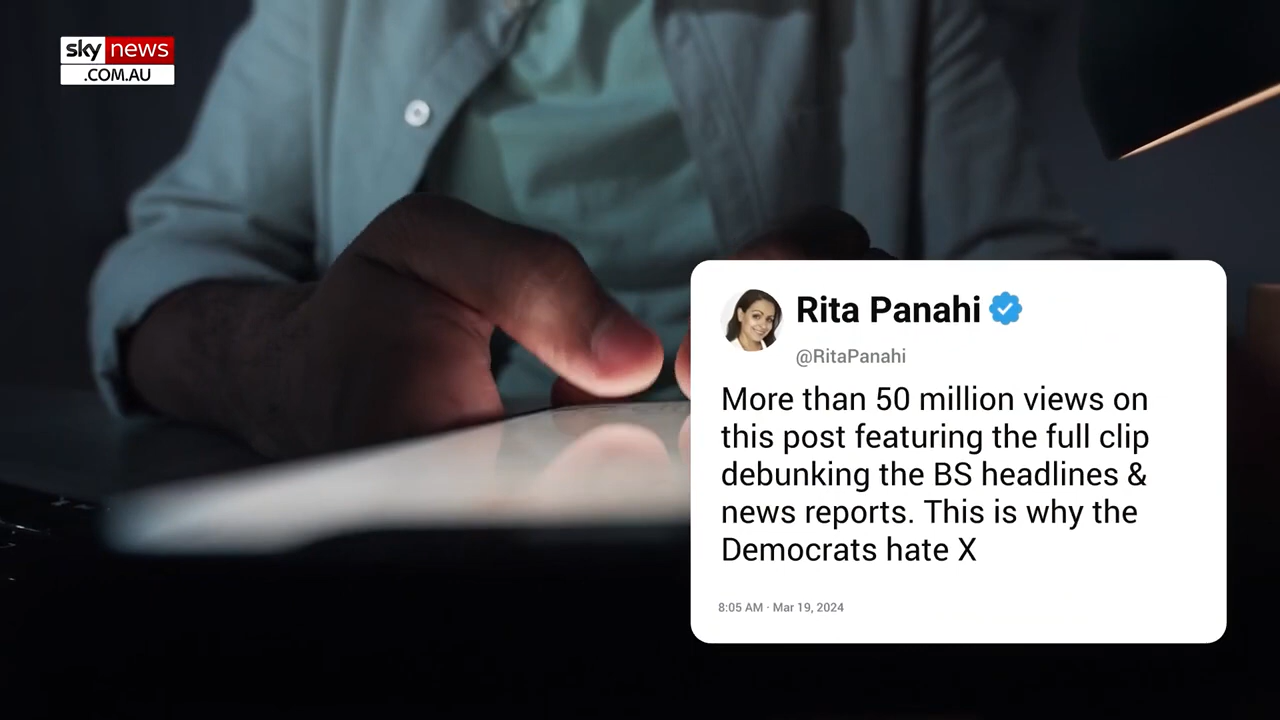 sky news
.COM.AU
Rita Panahi
@RitaPanahi
More than 50 million views on
this post featuring the full clip
debunking the BS headlines &
news reports. This is why the
Democrats hate X
8:05 AM · Mar 19, 2024